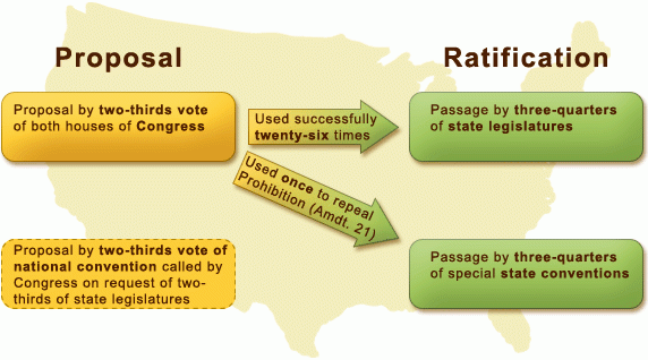 Proposal
Ratification
Proposal by two-thirds vote
of both houses of Congress
Used successfully
twenty-six times
Passage by three-quarters
of state legislatures
Used once to repeal
Prohibition (Amdt. 21)
Proposal by two-thirds vote of
national convention called by
Congress on request of two-
thirds of state legislatures
Passage by three-quarters
of special state conventions